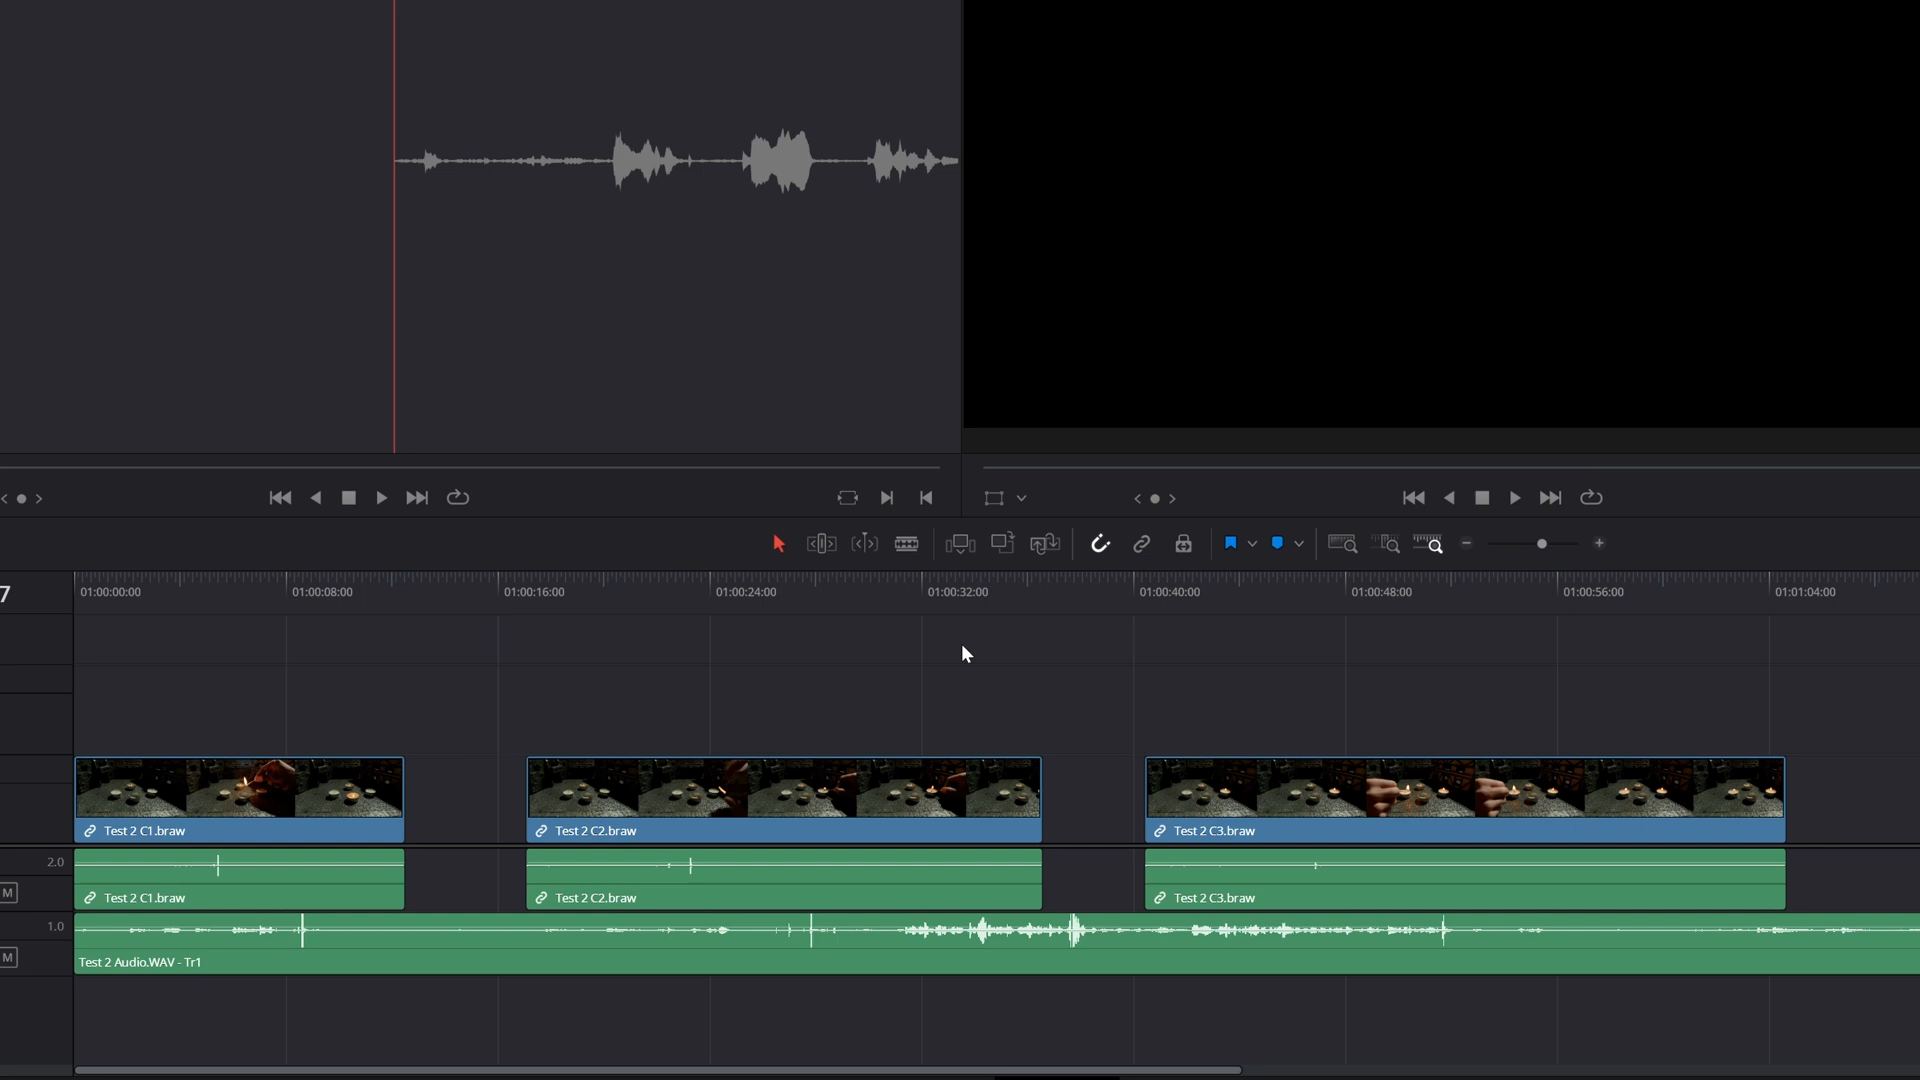 7
01:00:00:00
01:00:08:00
01:00:16:00
01:00:24:00
01:00:32:00
01:00:40:00
01:00:48:00
01:00:56:00
01:01:04:00
Test 2 C1.braw
Test 2 C2.braw
Test 2 C3.braw
2.0
M
Test 2 C1.braw
Test 2 C2.braw
Test 2 C3.braw
1.0
M
Test 2 Audio.WAV - Tr1